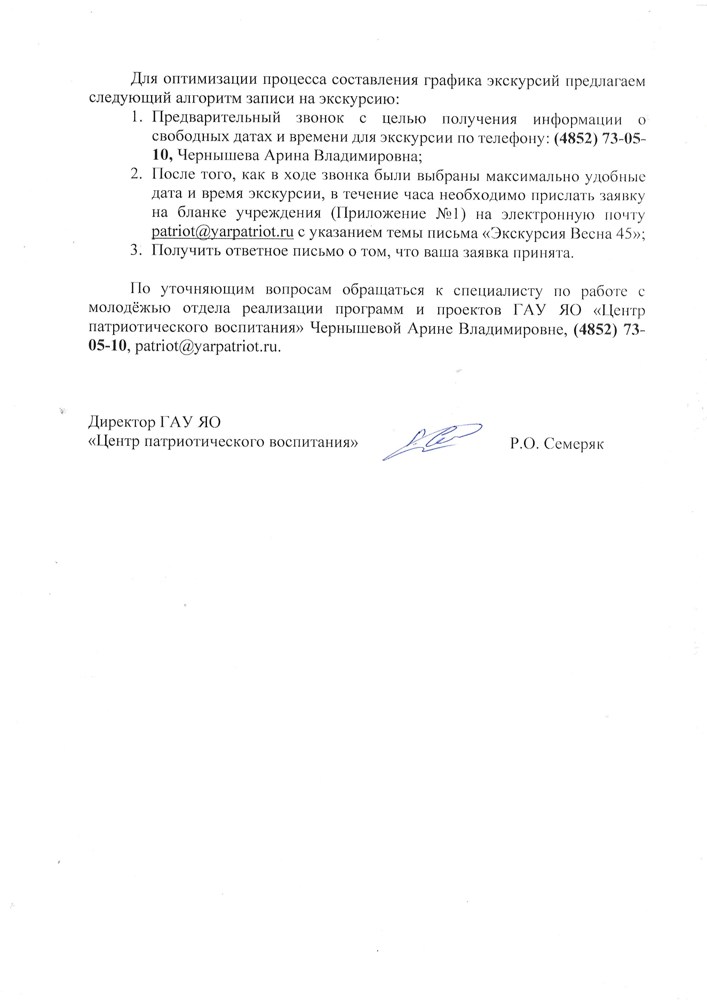 Для оптимизации процесса составления графика экскурсий предлагаем
следующий алгоритм записи на экскурсию:
1. Предварительный звонок с целью получения информации о
свободных датах и времени для экскурсии по телефону: (4852) 73-05-
10, Чернышева Арина Владимировна;
2. После того, как в ходе звонка были выбраны максимально удобные
дата и время экскурсии, в течение часа необходимо прислать заявку
на бланке учреждения (Приложение №1) на электронную почту
patriot@yarpatriot.ru с указанием темы письма «Экскурсия Весна 45»;
3. Получить ответное письмо о том, что ваша заявка принята.
По уточняющим вопросам обращаться к специалисту по работе с
молодёжью отдела реализации программ и проектов ГАУ ЯО «Центр
патриотического воспитания» Чернышевой Арине Владимировне, (4852) 73-
05-10, patriot@yarpatriot.ru.
Директор ГАУ ЯО
«Центр патриотического воспитания» Р.О. Семеряк